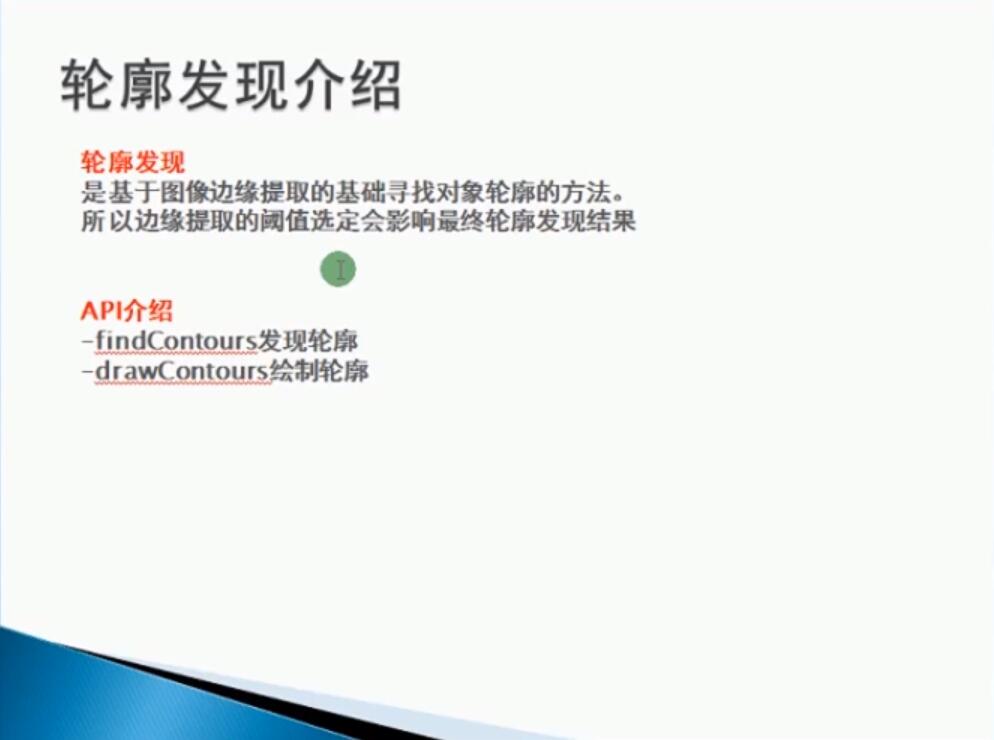 轮廓发现介绍
轮廓发现
是基于图像边缘提取的基础寻找对象轮廓的方法。
所以边缘提取的阈值选定会影响最终轮廓发现结果
API介绍
-findContours发现轮廓
-drawContours绘制轮廓